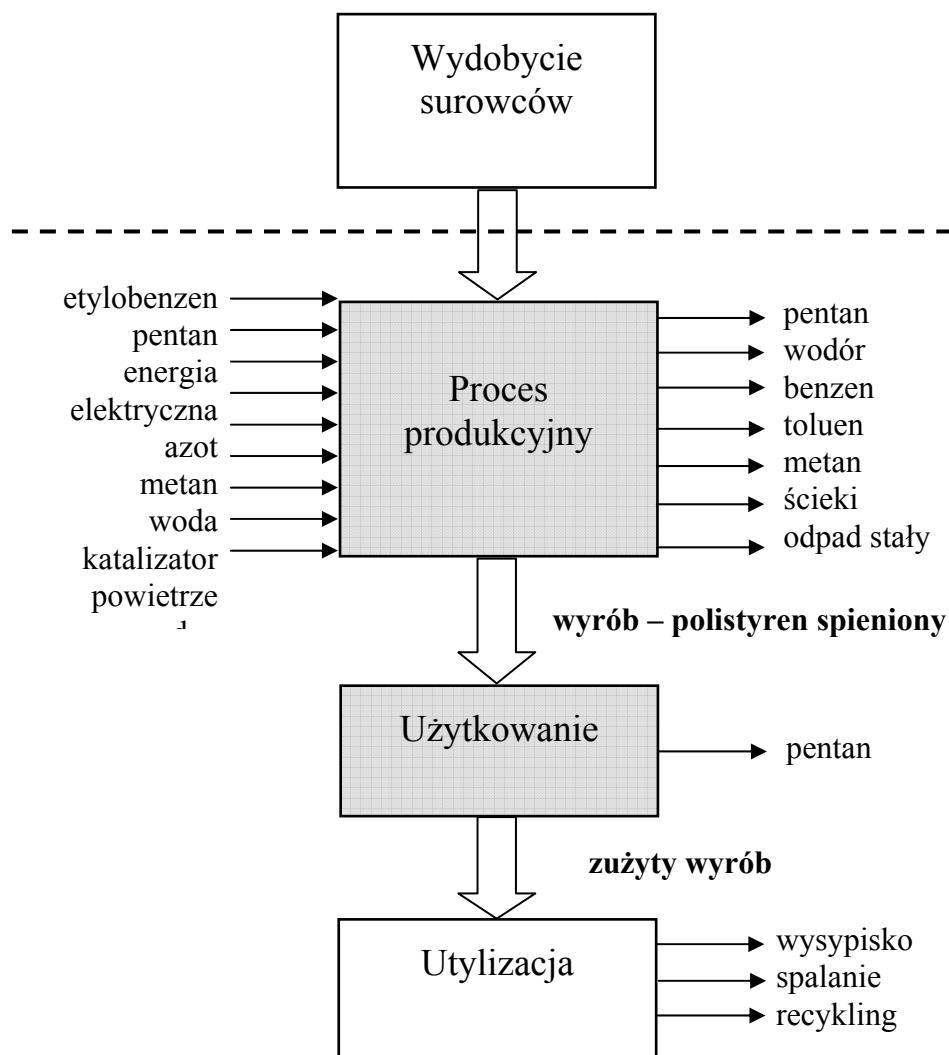 Wydobycie
surowców
etylobenzen
pentan
energia
elektryczna
azot
metan
woda
katalizator
powietrze
Proces
produkcyjny
pentan
wodór
benzen
toluen
metan
ścieki
odpad stały
wyrób – polistyren spieniony
Użytkowanie
pentan
zużyty wyrób
Utylizacja
wysypisko
spalanie
recykling